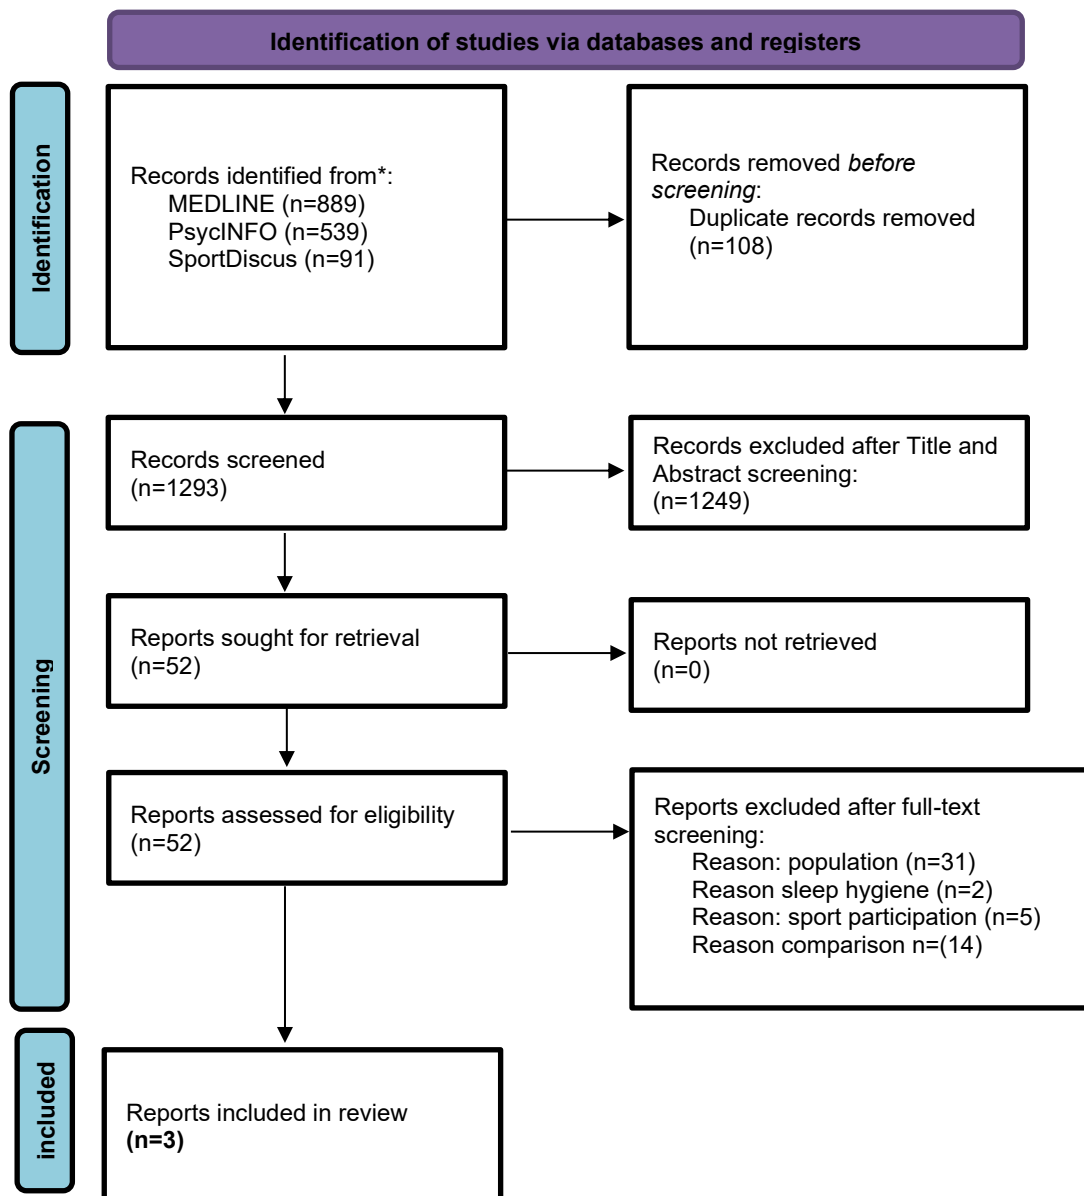 Identification of studies via databases and registers
Identification
Records identified from*:
MEDLINE (n=889)
PsycINFO (n=539)
SportDiscus (n=91)
Records removed before
screening:
Duplicate records removed
(n=108)
Screening
Records screened
(n=1293)
Records excluded after Title and
Abstract screening:
(n=1249)
Reports sought for retrieval
(n=52)
Reports not retrieved
(n=0)
Reports assessed for eligibility
(n=52)
Reports excluded after full-text
screening:
Reason: population (n=31)
Reason sleep hygiene (n=2)
Reason: sport participation (n=5)
Reason comparison n=(14)
included
Reports included in review
(n=3)